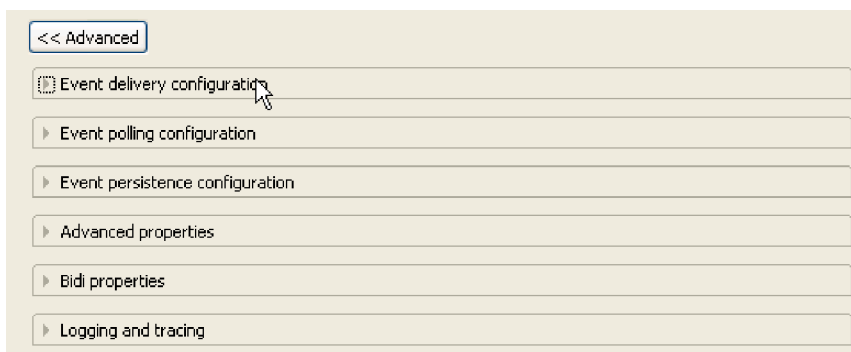 << Advanced
Event delivery configuration
Event polling configuration
Event persistence configuration
Advanced properties
Bidi properties
Logging and tracing